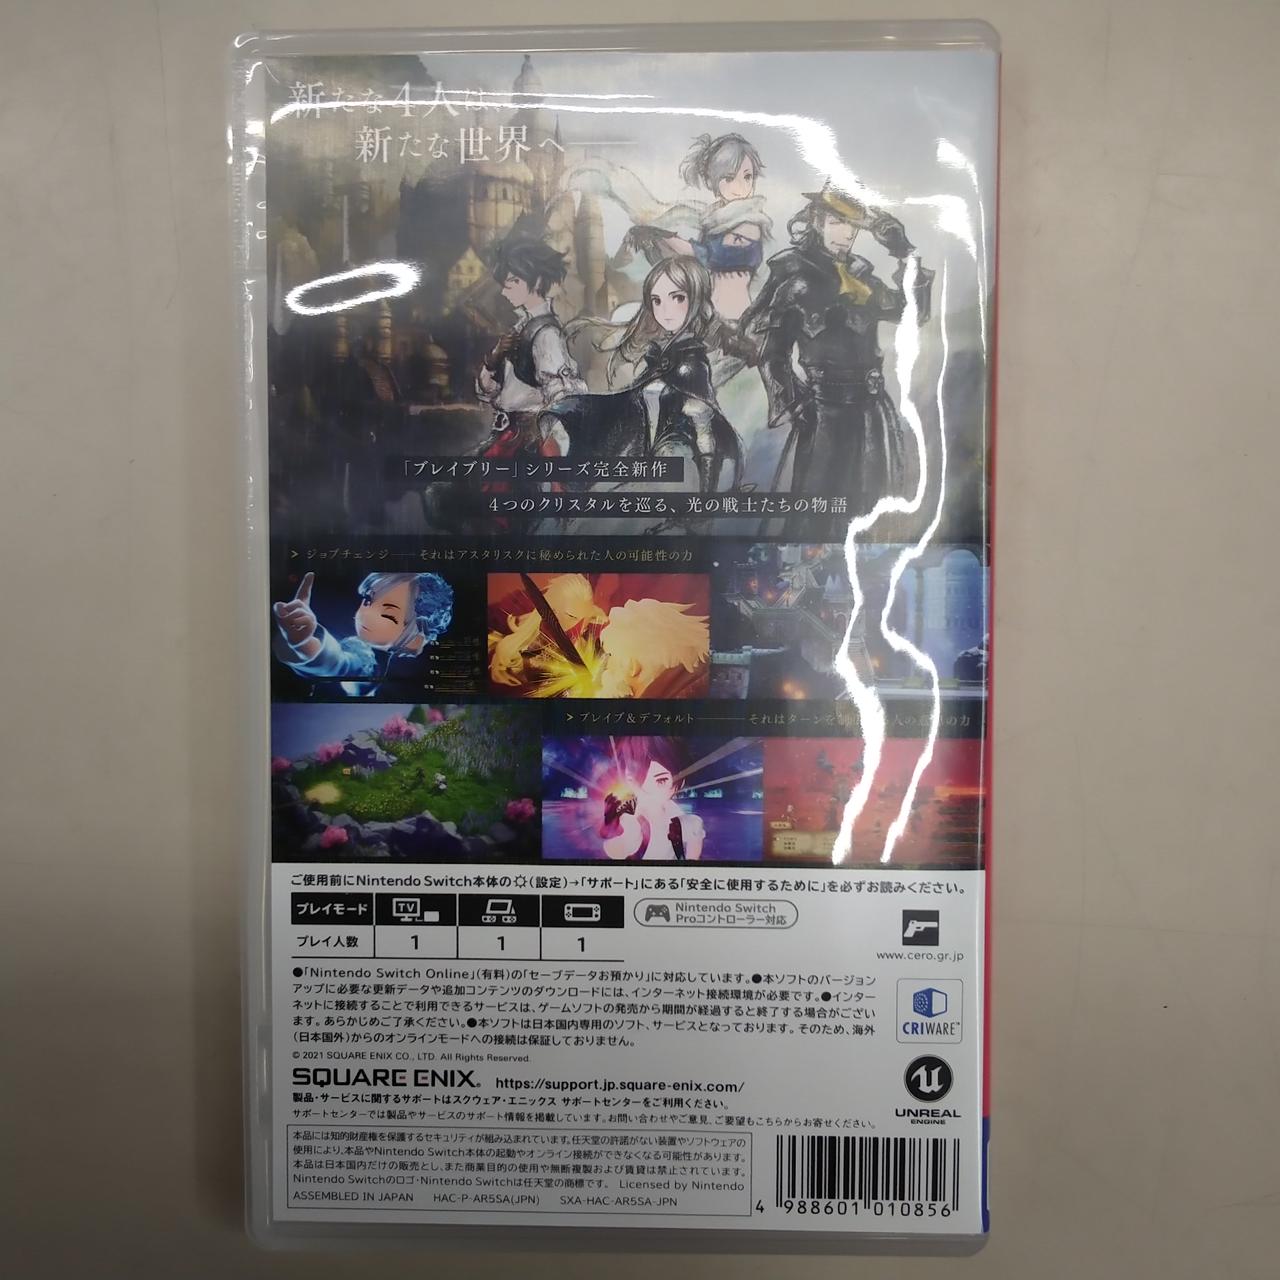 新たな4人は、
新たな世界へ――
「ブレイブリー」シリーズ完全新作
4つのクリスタルを巡る、光の戦士たちの物語
> ジョブチェンジ――それはアスタリスクに秘められた人の可能性の力
> ブレイブ&デフォルト――それはターンを
ご使用前にNintendo Switch本体の(設定)→「サポート」にある「安全に使用するために」を必ずお読みください。
プレイモード TV
プレイ人数 1 1 1
Nintendo Switch
Proコントローラー対応
www.cero.gr.jp
●「Nintendo Switch Online」(有料)の「セーブデータお預かり」に対応しています。●本ソフトのバージョン
アップに必要な更新データや追加コンテンツのダウンロードには、インターネット接続環境が必要です。●インター
ネットに接続することで利用できるサービスは、ゲームソフトの発売から期間が経過すると終了する場合がござい
ます。あらかじめご了承ください。●本ソフトは日本国内専用のソフト、サービスとなっております。そのため、海外
(日本国外)からのオンラインモードへの接続は保証しておりません。
CRIWARE™
© 2021 SQUARE ENIX CO., LTD. All Rights Reserved.
SQUARE ENIX. https://support.jp.square-enix.com/
製品・サービスに関するサポートはスクウェア・エニックス サポートセンターをご利用ください。
サポートセンターでは製品やサービスのサポート情報を掲載しています。お問い合わせやご意見、ご要望もこちらからお寄せください。
UNREAL
ENGINE
本品には知的財産権を保護するセキュリティが組み込まれています。任天堂の許諾がない装置やソフトウェアの
使用により、本品やNintendo Switch本体の起動やオンライン接続ができなくなる可能性があります。
本品は日本国内だけの販売とし、また商業目的の使用や無断複製および賃貸は禁止されています。
Nintendo Switchのロゴ・Nintendo Switchは任天堂の商標です。 Licensed by Nintendo
ASSEMBLED IN JAPAN HAC-P-AR5SA(JPN) SXA-HAC-AR5SA-JPN
4 988601 010856